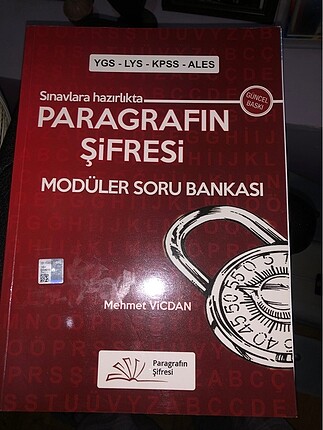 YGS - LYS - KPSS - ALES
Sınavlara hazırlıkta
GÜNCEL
BASKI
PARAGRAFIN
ŞİFRESİ
MODÜLER SORU BANKASI
Mehmet VİCDAN
Paragrafın
Şifresi